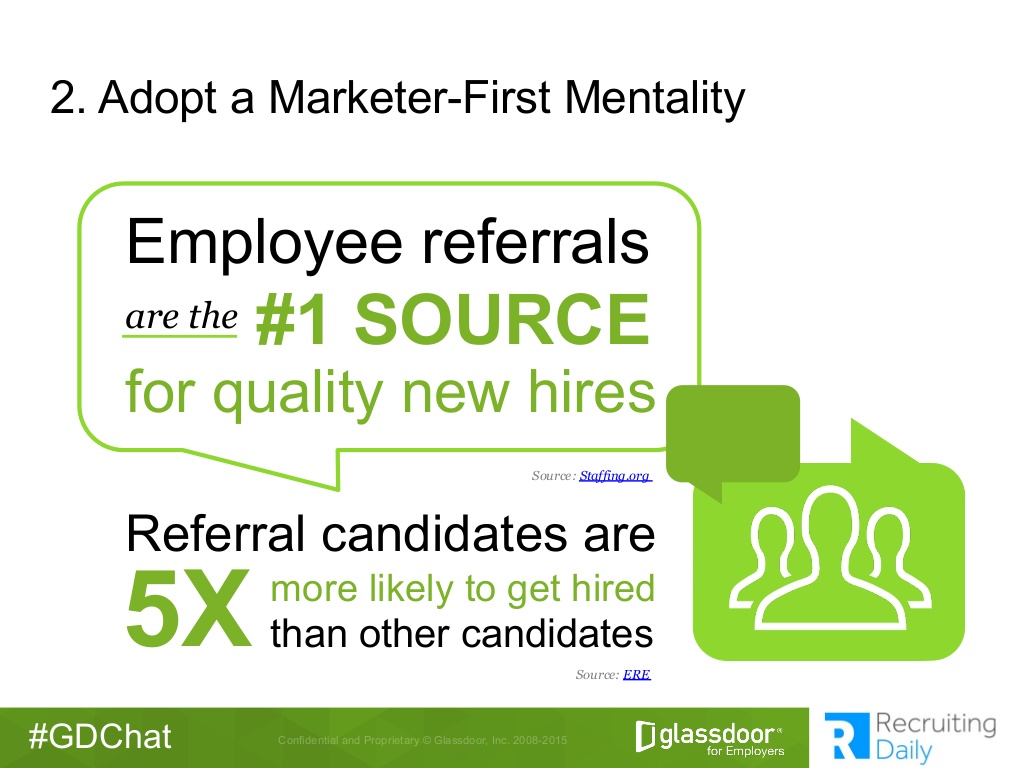 2. Adopt a Marketer-First Mentality
Employee referrals
are the #1 SOURCE
for quality new hires
Source: Staffing.org
Referral candidates are
5X more likely to get hired
than other candidates
Source: ERE
#GDChat
Confidential and Proprietary © Glassdoor, Inc. 2008-2015
glassdoor®
for Employers
R
Recruiting
Daily